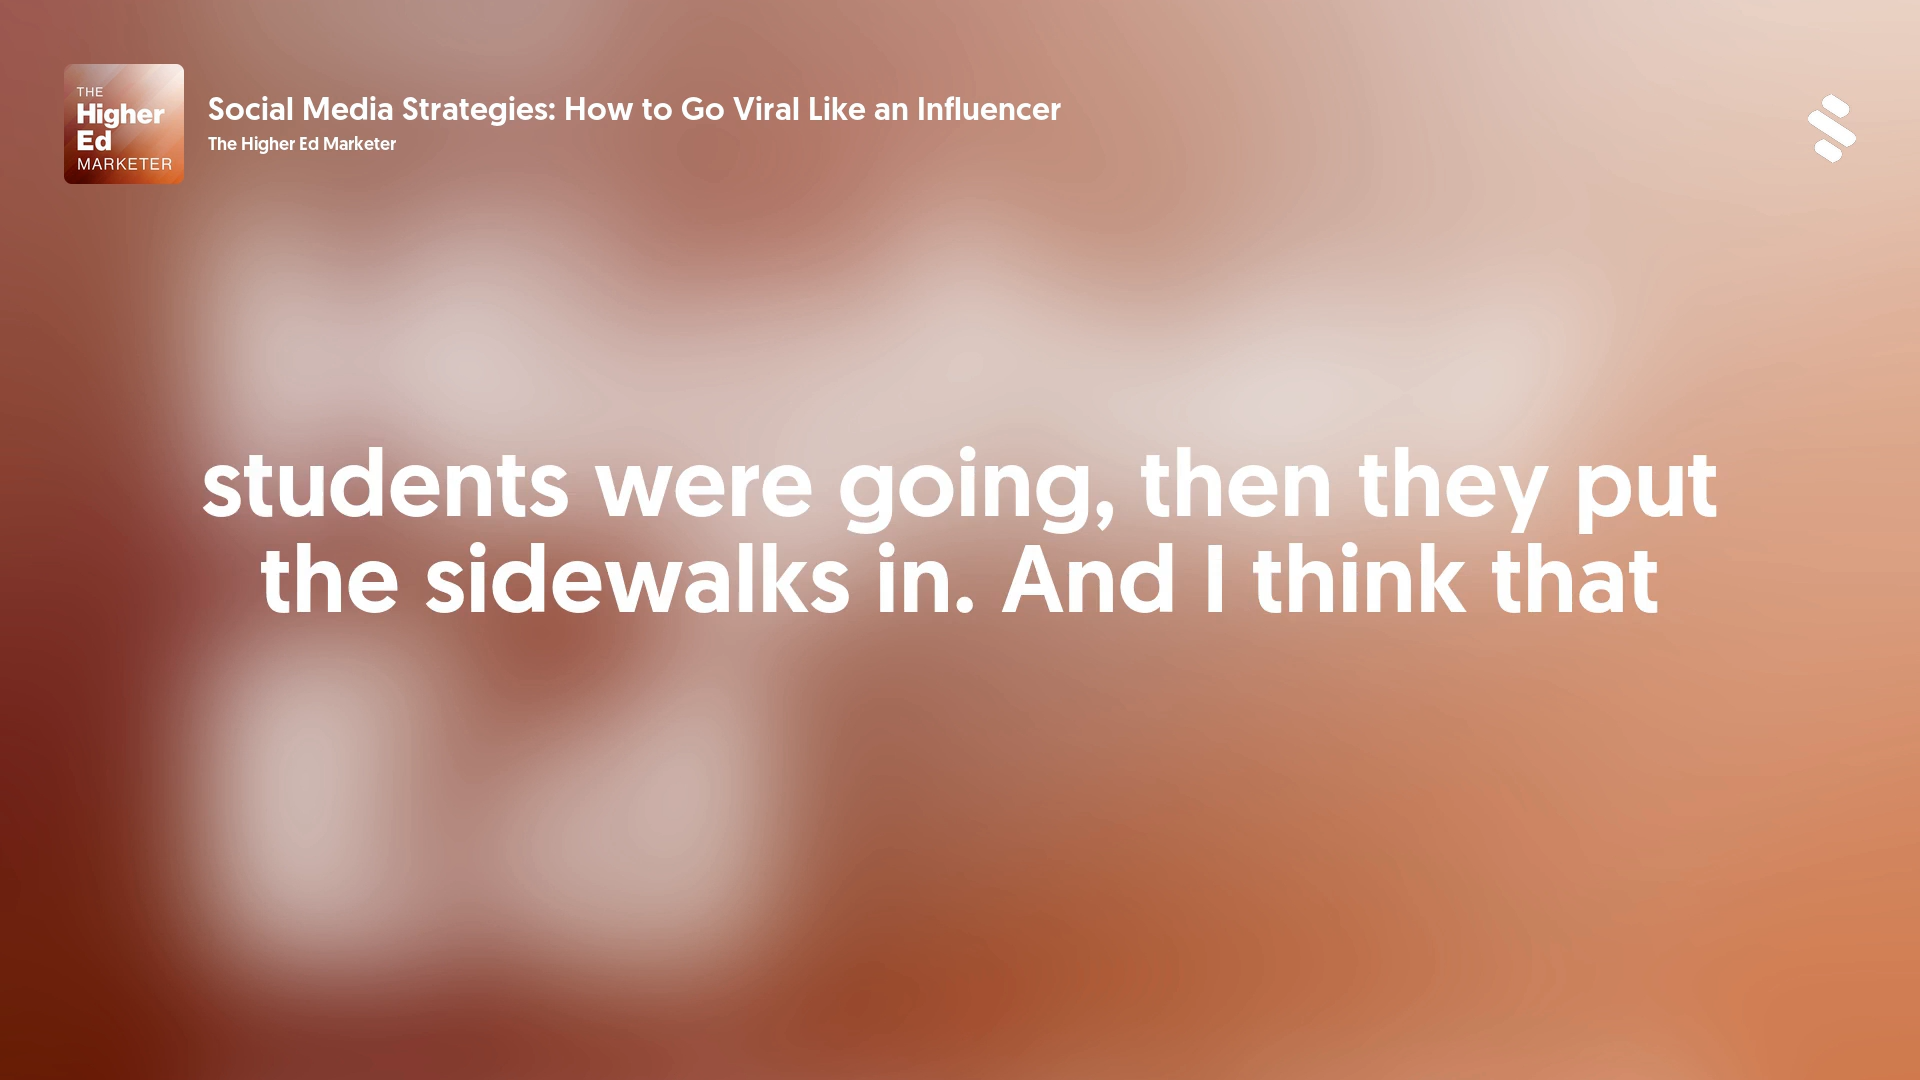 THE
Higher
Ed
MARKETER
Social Media Strategies: How to Go Viral Like an Influencer
The Higher Ed Marketer
students were going, then they put
the sidewalks in. And I think that